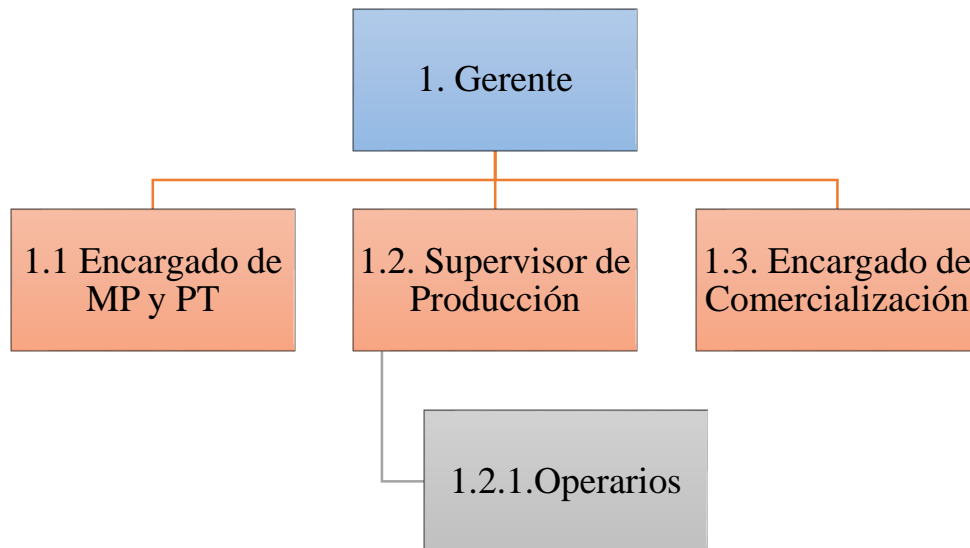 1. Gerente
1.1 Encargado de
MP y PT
1.2. Supervisor de
Producción
1.3. Encargado de
Comercialización
1.2.1.Operarios